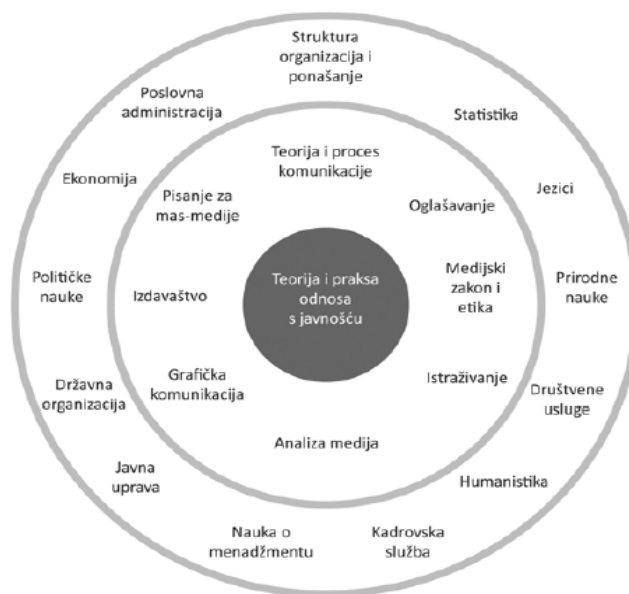 Struktura
organizacija i
ponašanje
Statistika
Jezici
Prirodne
nauke
Društvene
usluge
Humanistika
Kadrovska
služba
Nauka o
menadžmentu
Javna
uprava
Državna
organizacija
Političke
nauke
Ekonomija
Poslovna
administracija
Teorija i proces
komunikacije
Oglašavanje
Medijski
zakon i
etika
Istraživanje
Analiza medija
Grafička
komunikacija
Izdavaštvo
Pisanje za
mas-medije
Teorija i praksa
odnosa
s javnošću